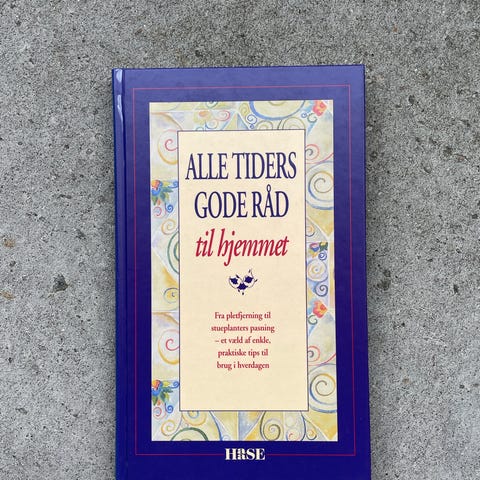 ALLE TIDERS
GODE RÅD
til hjemmet
Fra pletfjerning til
stueplanters pasning
– et væld af enkle,
praktiske tips til
brug i hverdagen
HASE